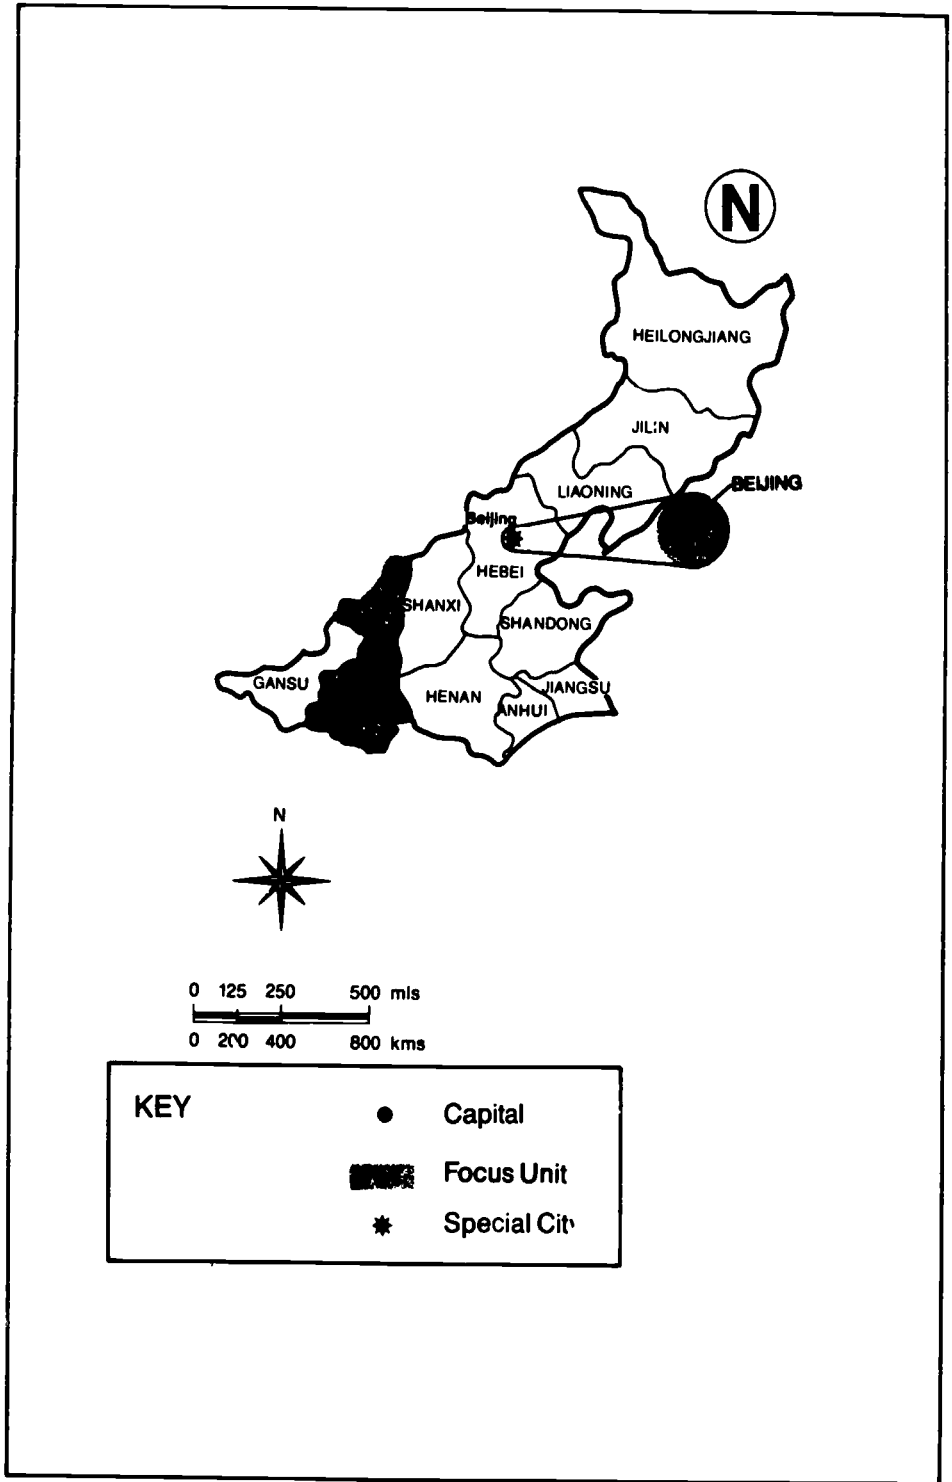 N
HEILONGJIANG
JILIN
BEIJING
LIAONING
Beijing
HEBEI
SHANXI
SHANDONG
GANSU
JIANGSU
HENAN
ANHUI
N
0 125 250 500 mls
0 200 400 800 kms
KEY
Capital
Focus Unit
Special City